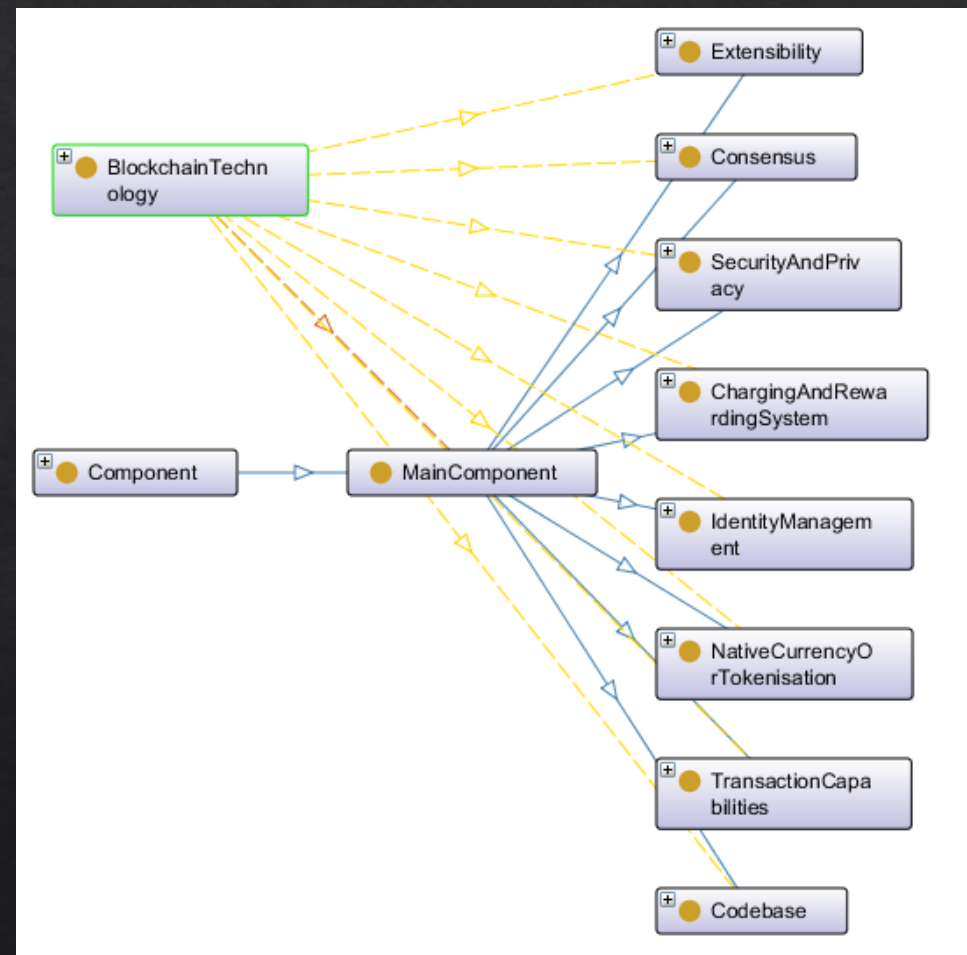 Extensibility
Consensus
BlockchainTechn
ology
SecurityAndPriv
acy
ChargingAndRewa
rdingSystem
Component
MainComponent
IdentityManagem
ent
NativeCurrencyO
rTokenisation
TransactionCapa
bilities
Codebase